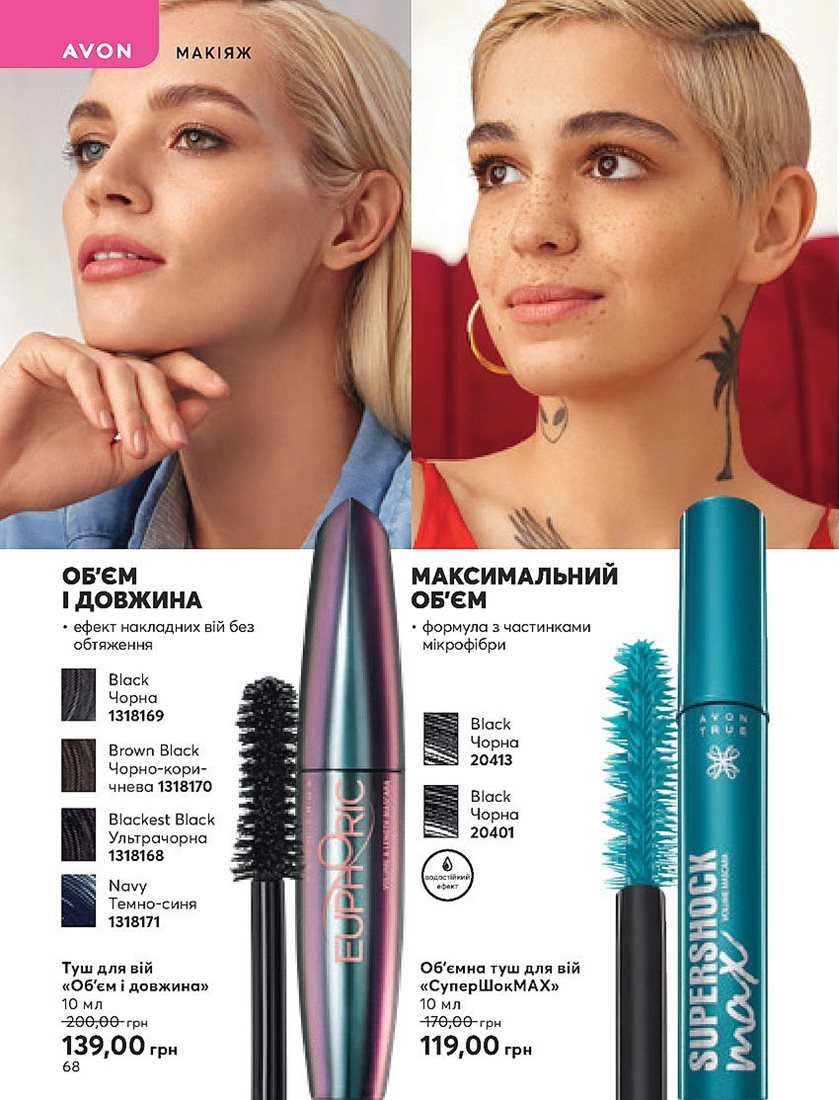 AVON
МАКІЯЖ
ОБ'ЄМ
І ДОВЖИНА
• ефект накладних вій без
обтяження
Black
Чорна
1318169
Brown Black
Чорно-кори-
чнева 1318170
Blackest Black
Ультрачорна
1318168
Navy
Темно-синя
1318171
Туш для вій
«Об'єм і довжина»
10 мл
200,00 грн
139,00 грн
68
EUPHORIC
VOLUME & LENGTH MASCARA
МАКСИМАЛЬНИЙ
ОБ'ЄМ
• формула з частинками
мікрофібри
Black
Чорна
20413
Black
Чорна
20401
водостійкий
ефект
Об'ємна туш для вій
«СуперШокMAX»
10 мл
170,00 грн
119,00 грн
AVON
TRUE
SUPERSHOCK
max
VOLUME MASCARA